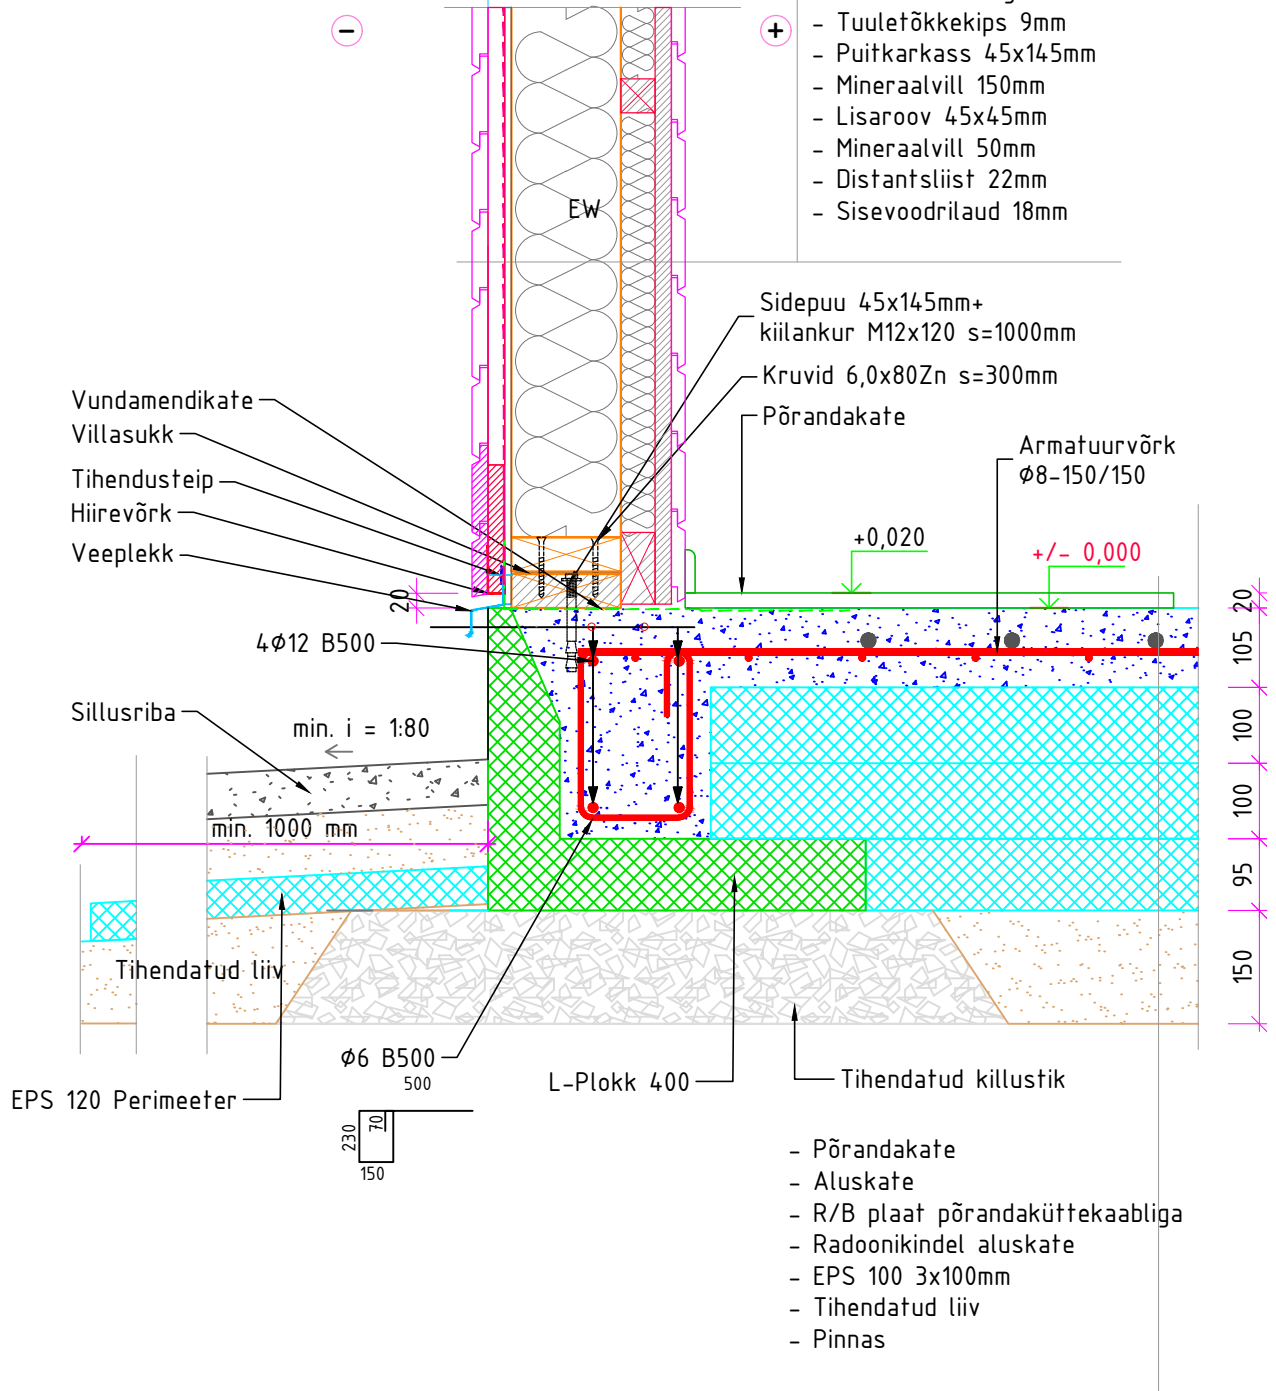 - Tuuletõkkekips 9mm
- Puitkarkass 45x145mm
- Mineraalvill 150mm
- Lisaroov 45x45mm
- Mineraalvill 50mm
- Distantsliist 22mm
- Sisevoodrilaud 18mm
EW
Sidepuu 45x145mm+
kiilankur M12x120 s=1000mm
Kruvid 6,0x80Zn s=300mm
Põrandakate
Armatuurvõrk
Φ8-150/150
Vundamendikate
Villasukk
Tihendusteip
Hiirevõrk
Veeplekk
+0,020
+/- 0,000
20
20
4Φ12 B500
105
Sillusriba
min. i = 1:80
100
min. 1000 mm
100
95
Tihendatud liiv
150
Φ6 B500
500
L-Plokk 400
Tihendatud killustik
EPS 120 Perimeeter
230
70
150
- Põrandakate
- Aluskate
- R/B plaat põrandaküttekaabliga
- Radoonikindel aluskate
- EPS 100 3x100mm
- Tihendatud liiv
- Pinnas